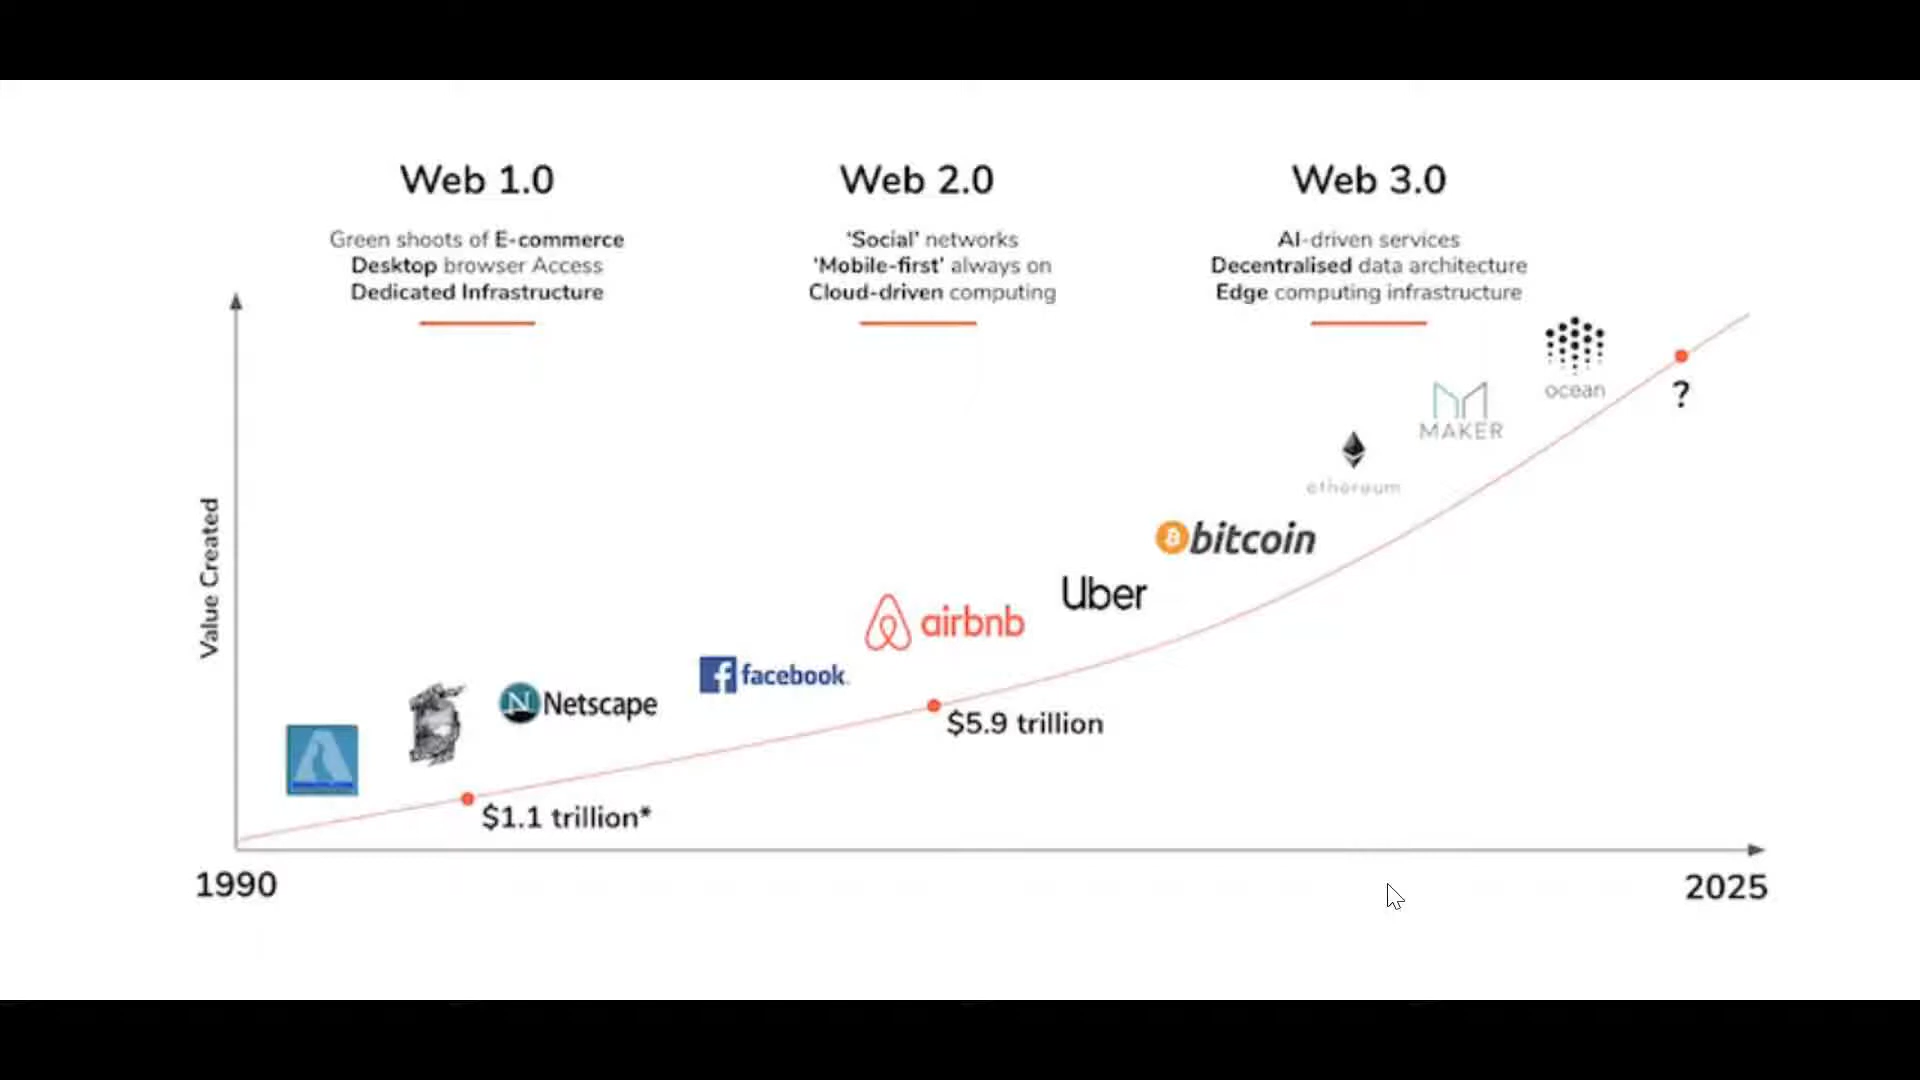 Web 1.0
Green shoots of E-commerce
Desktop browser Access
Dedicated Infrastructure
Web 2.0
'Social' networks
'Mobile-first' always on
Cloud-driven computing
Web 3.0
AI-driven services
Decentralised data architecture
Edge computing infrastructure
ocean
?
MAKER
ethereum
bitcoin
Uber
airbnb
facebook
Netscape
$5.9 trillion
$1.1 trillion*
Value Created
1990
2025